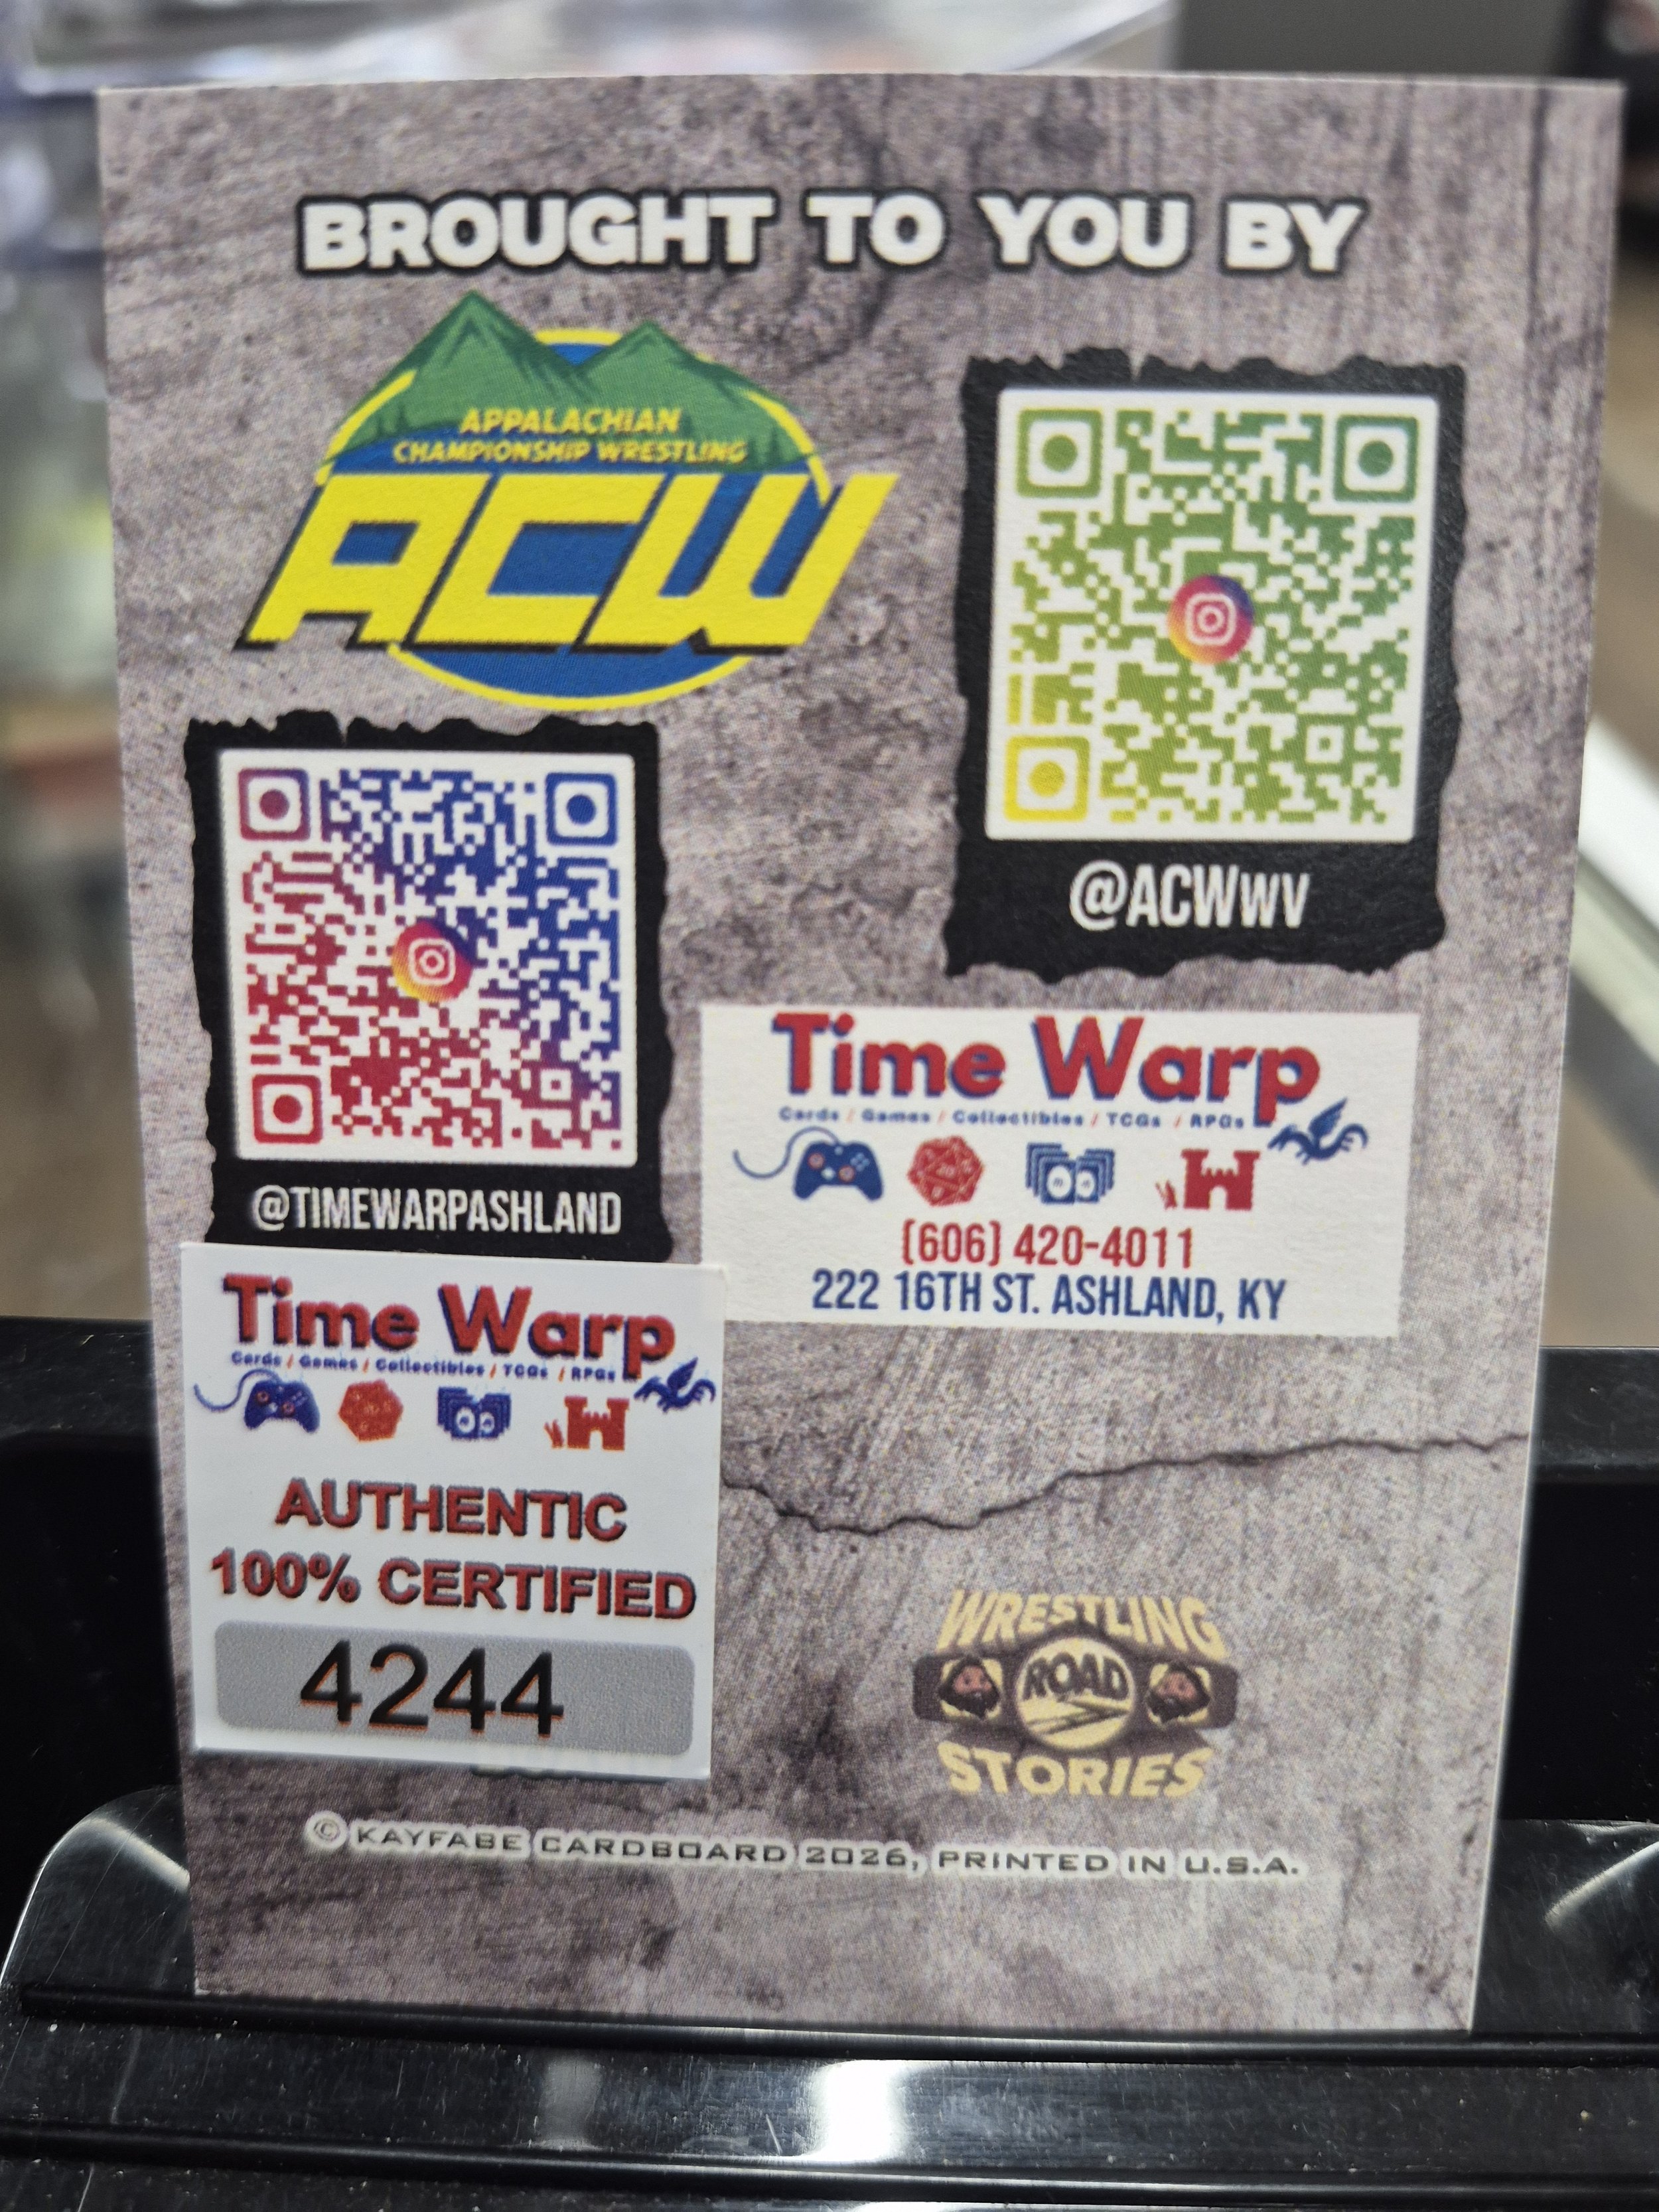 BROUGHT TO YOU BY
APPALACHIAN
CHAMPIONSHIP WRESTLING
ACW
@ACWWV
@TIMEWARPASHLAND
Time Warp
Cards / Games / Collectibles / TCGs / RPGs
(606) 420-4011
222 16TH ST. ASHLAND, KY
Time Warp
Cards / Games / Collectibles / TCGs / RPGs
AUTHENTIC
100% CERTIFIED
4244
WRESTLING
ROAD
STORIES
© KAYFABE CARDBOARD 2026, PRINTED IN U.S.A.